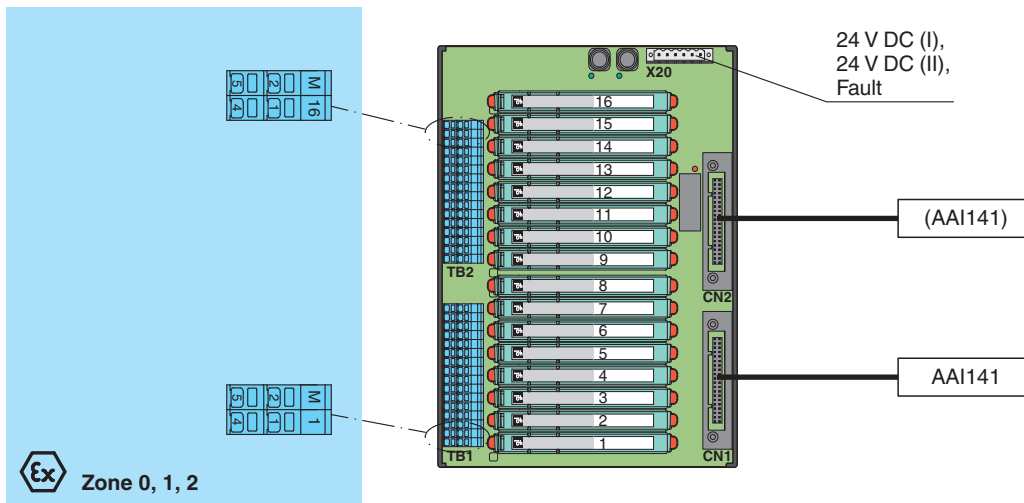 24 V DC (I),
24 V DC (II),
Fault
X20
5 2 M
4 1 16
16
15
14
13
12
11
10
9
TB2
8
7
6
5
4
3
2
1
TB1
(AAI141)
CN2
AAI141
CN1
5 2 M
4 1 1
Ex Zone 0, 1, 2